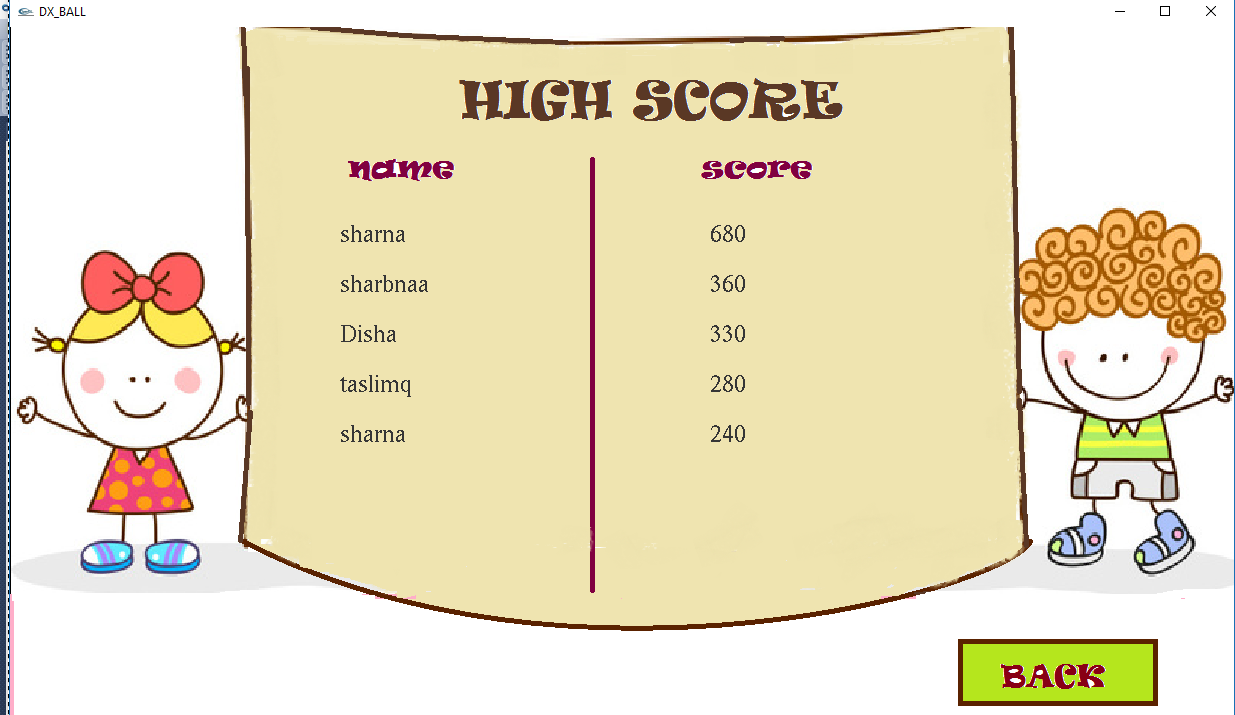 DX_BALL
HIGH SCORE
name score
sharna 680
sharbnaa 360
Disha 330
taslimq 280
sharna 240
BACK